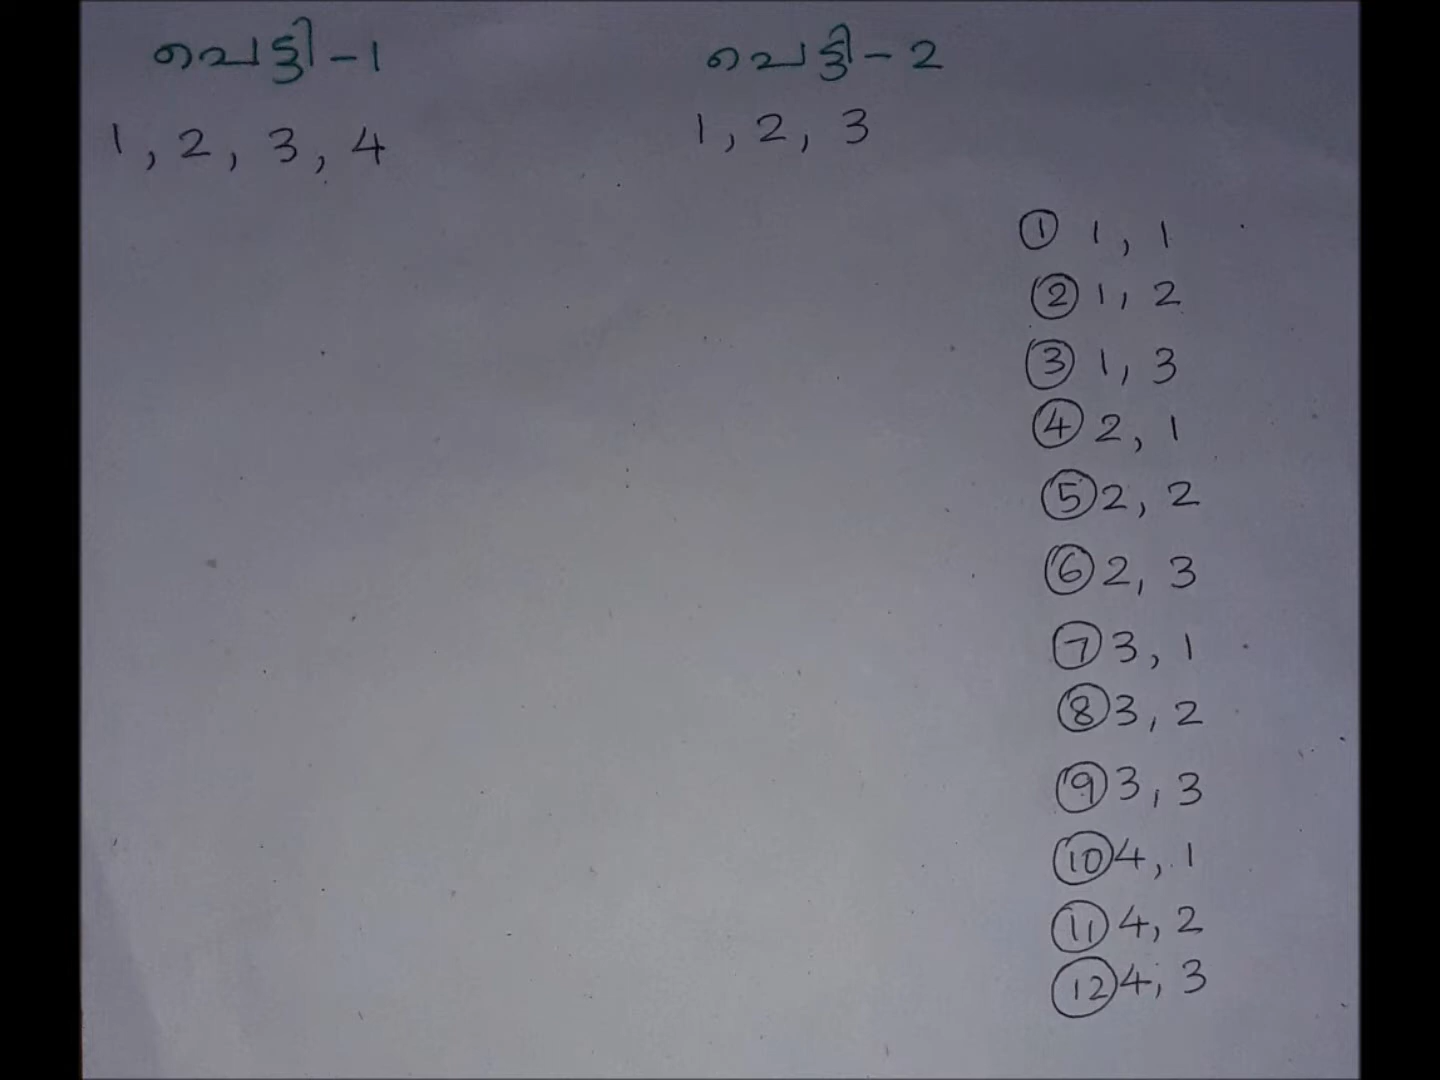 പെട്ടി-1
1, 2, 3, 4
പെട്ടി-2
1, 2, 3
① 1, 1
② 1, 2
③ 1, 3
④ 2, 1
⑤ 2, 2
⑥ 2, 3
⑦ 3, 1
⑧ 3, 2
⑨ 3, 3
⑩ 4, 1
⑪ 4, 2
⑫ 4, 3